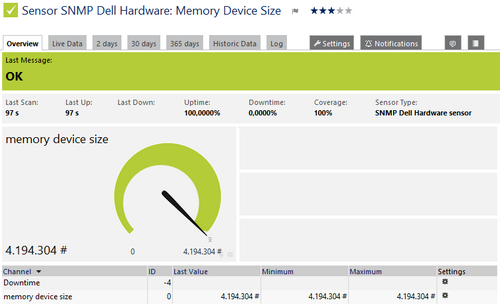 Sensor SNMP Dell Hardware: Memory Device Size
Overview Live Data 2 days 30 days 365 days Historic Data Log Settings Notifications
Last Message:
OK
Last Scan: Last Up: Last Down: Uptime: Downtime: Coverage: Sensor Type:
97 s 97 s 100,0000% 0,0000% 100% SNMP Dell Hardware sensor
memory device size
4.194.304 # 0 4.194.304 #
Channel ID Last Value Minimum Maximum Settings
Downtime -4
memory device size 0 4.194.304 # 4.194.304 # 4.194.304 #